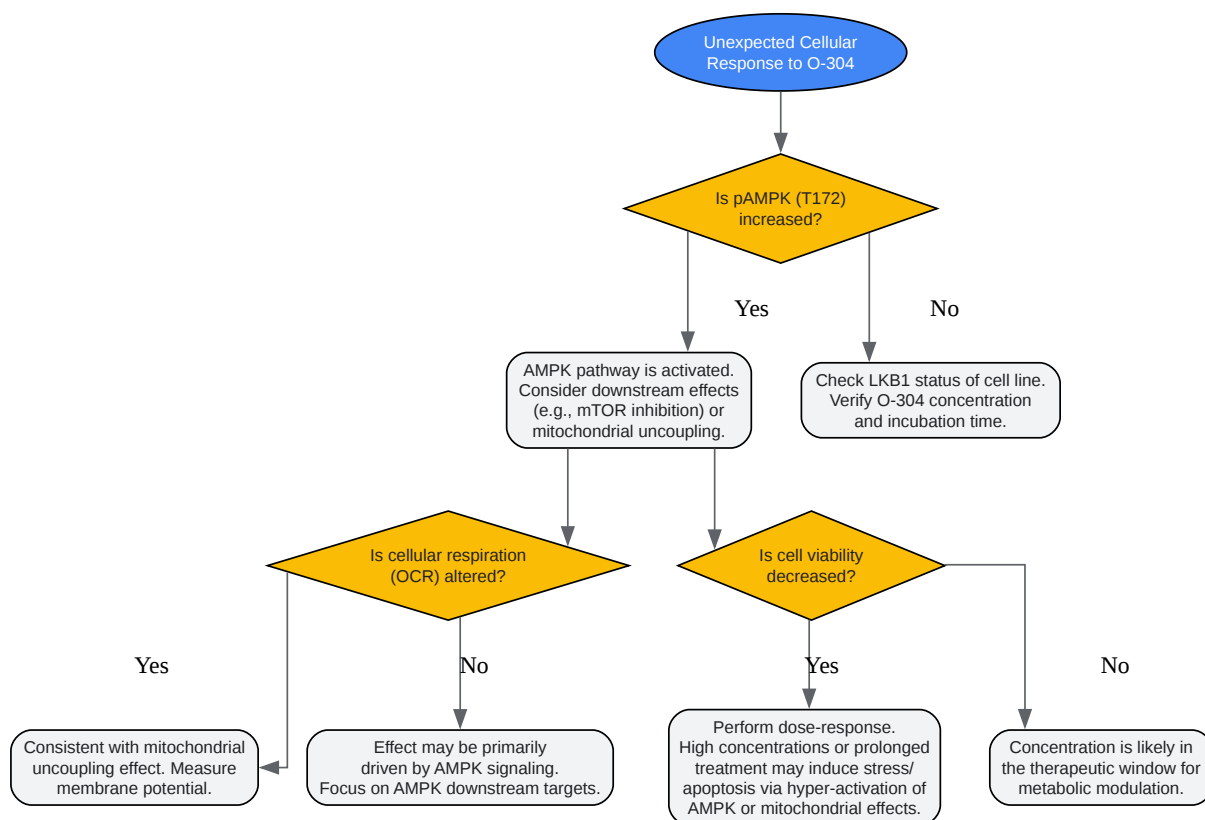 Unexpected Cellular
Response to O-304
Is pAMPK (T172)
increased?
Yes
No
AMPK pathway is activated.
Consider downstream effects
(e.g., mTOR inhibition) or
mitochondrial uncoupling.
Check LKB1 status of cell line.
Verify O-304 concentration
and incubation time.
Is cellular respiration
(OCR) altered?
Is cell viability
decreased?
Yes
No
Yes
No
Consistent with mitochondrial
uncoupling effect. Measure
membrane potential.
Effect may be primarily
driven by AMPK signaling.
Focus on AMPK downstream targets.
Perform dose-response.
High concentrations or prolonged
treatment may induce stress/
apoptosis via hyper-activation of
AMPK or mitochondrial effects.
Concentration is likely in
the therapeutic window for
metabolic modulation.